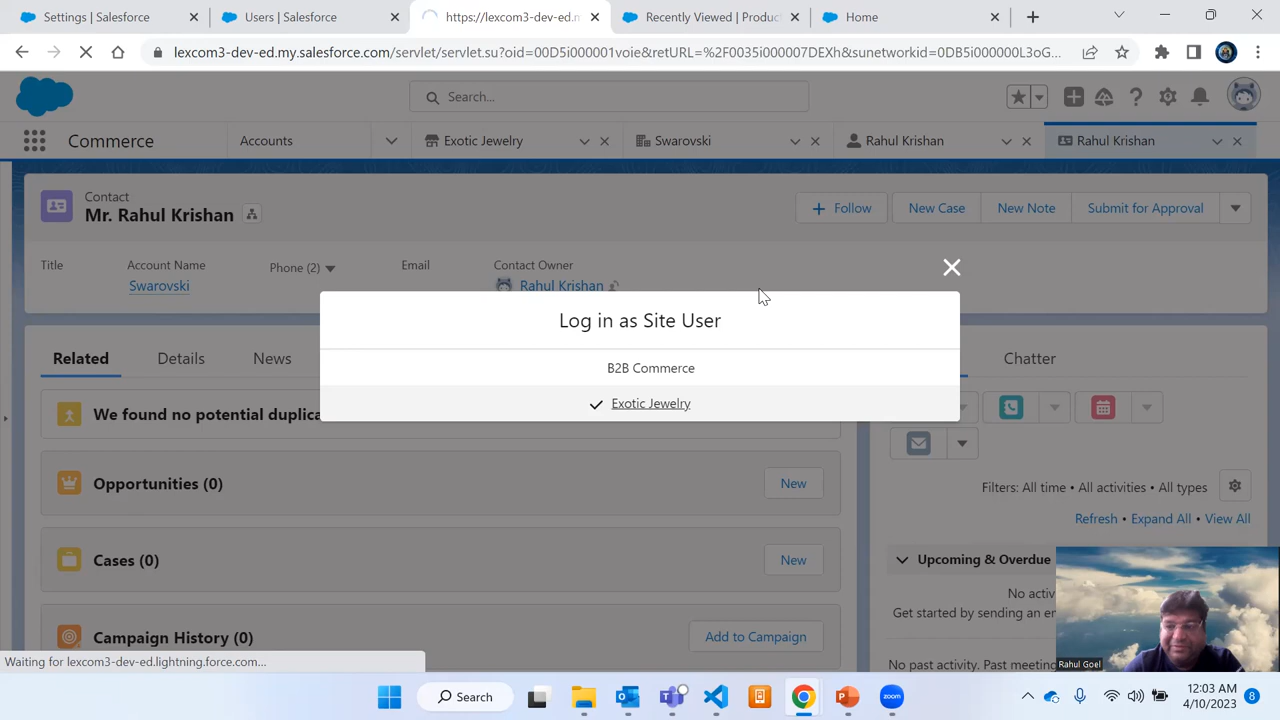 Settings | Salesforce
Users | Salesforce
https://lexcom3-dev-ed.m
Recently Viewed | Produc
Home
lexcom3-dev-ed.my.salesforce.com/servlet/servlet.su?oid=00D5i000001voie&retURL=%2F0035i000007DEXh&sunetworkid=0DB5i000000L3oG...
Search...
Commerce
Accounts
Exotic Jewelry
Swarovski
Rahul Krishan
Rahul Krishan
Contact
Mr. Rahul Krishan
Follow
New Case
New Note
Submit for Approval
Title
Account Name
Phone (2)
Email
Contact Owner
Swarovski
Rahul Krishan
Log in as Site User
B2B Commerce
Exotic Jewelry
Related
Details
News
Chatter
We found no potential duplica
Opportunities (0)
New
Filters: All time • All activities • All types
Refresh • Expand All • View All
Cases (0)
New
Upcoming & Overdue
No activ
Get started by sending an em
Campaign History (0)
Add to Campaign
No past activity. Past meeting
Rahul Goel
Waiting for lexcom3-dev-ed.lightning.force.com...
Search
12:03 AM
4/10/2023
8